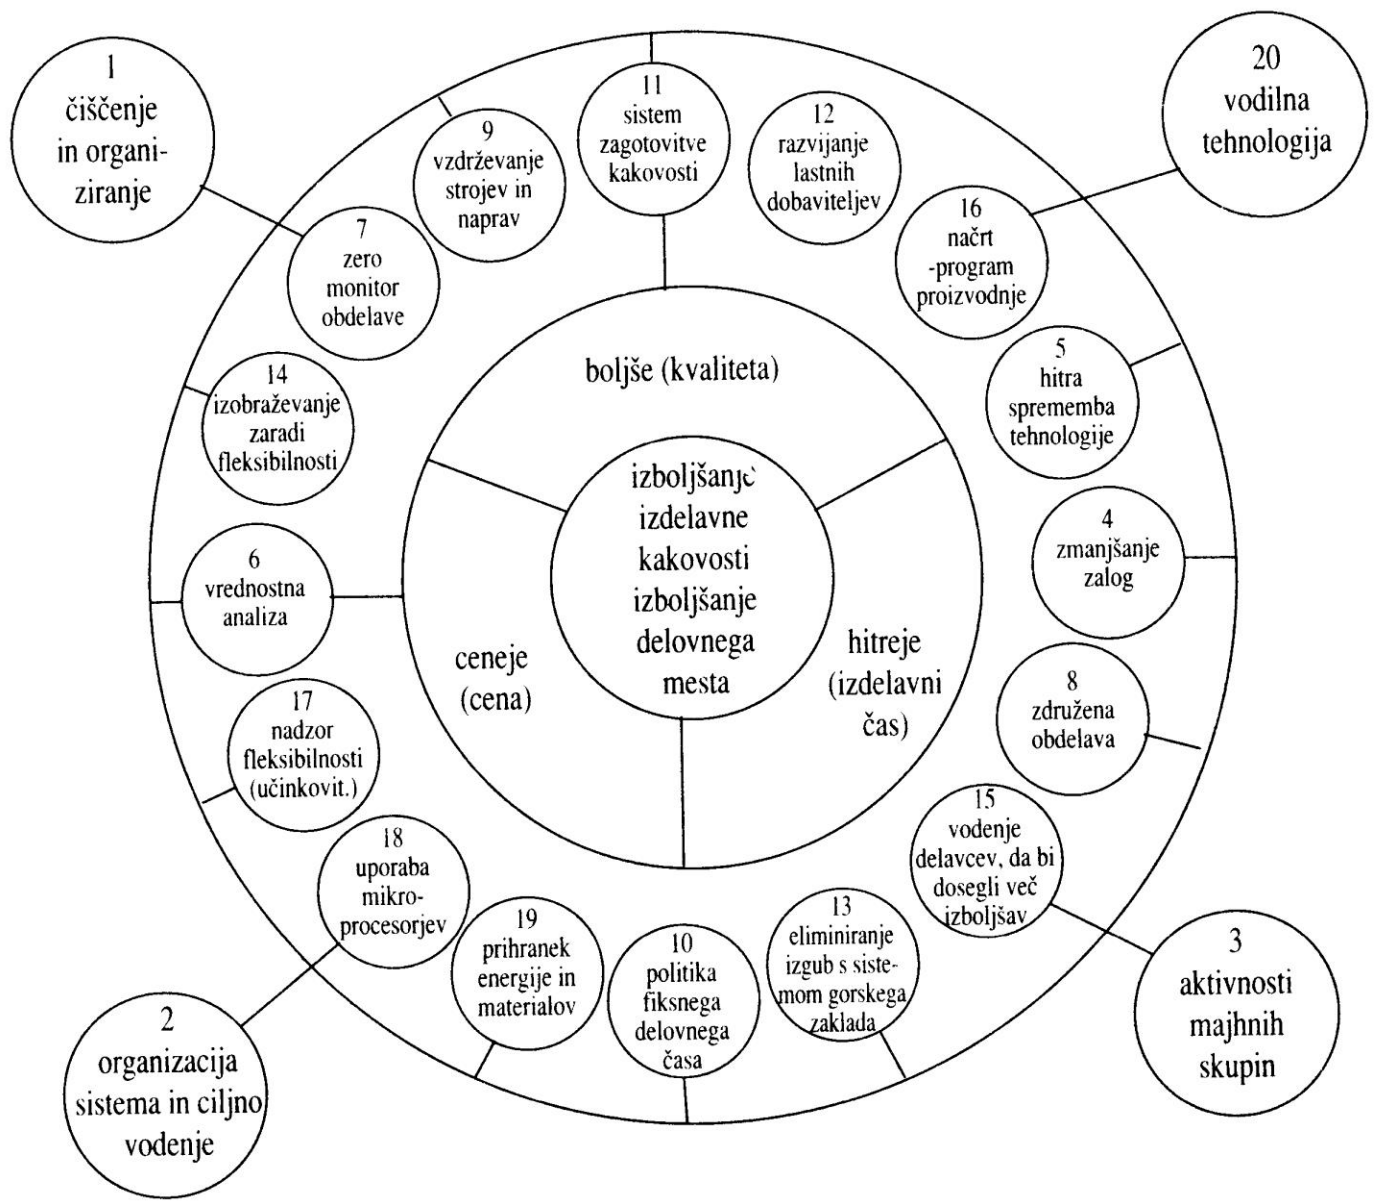 1
čiščenje
in organi-
ziranje
20
vodilna
tehnologija
11
sistem
zagotovitve
kakovosti
12
razvijanje
lastnih
dobaviteljev
9
vzdrževanje
strojev in
naprav
16
načrt
-program
proizvodnje
7
zero
monitor
obdelave
5
hitra
sprememba
tehnologije
14
izobraževanje
zaradi
fleksibilnosti
boljše (kvaliteta)
izboljšanje
izdelavne
kakovosti
izboljšanje
delovnega
mesta
4
zmanjšanje
zalog
6
vrednostna
analiza
ceneje
(cena)
hitreje
(izdelavni
čas)
8
združena
obdelava
17
nadzor
fleksibilnosti
(učinkovit.)
15
vodenje
delavcev, da bi
dosegli več
izboljšav
18
uporaba
mikro-
procesorjev
19
prihranek
energije in
materialov
10
politika
fiksnega
delovnega
časa
13
eliminiranje
izgub s siste-
mom gorskega
zaklada
2
organizacija
sistema in ciljno
vodenje
3
aktivnosti
majhnih
skupin